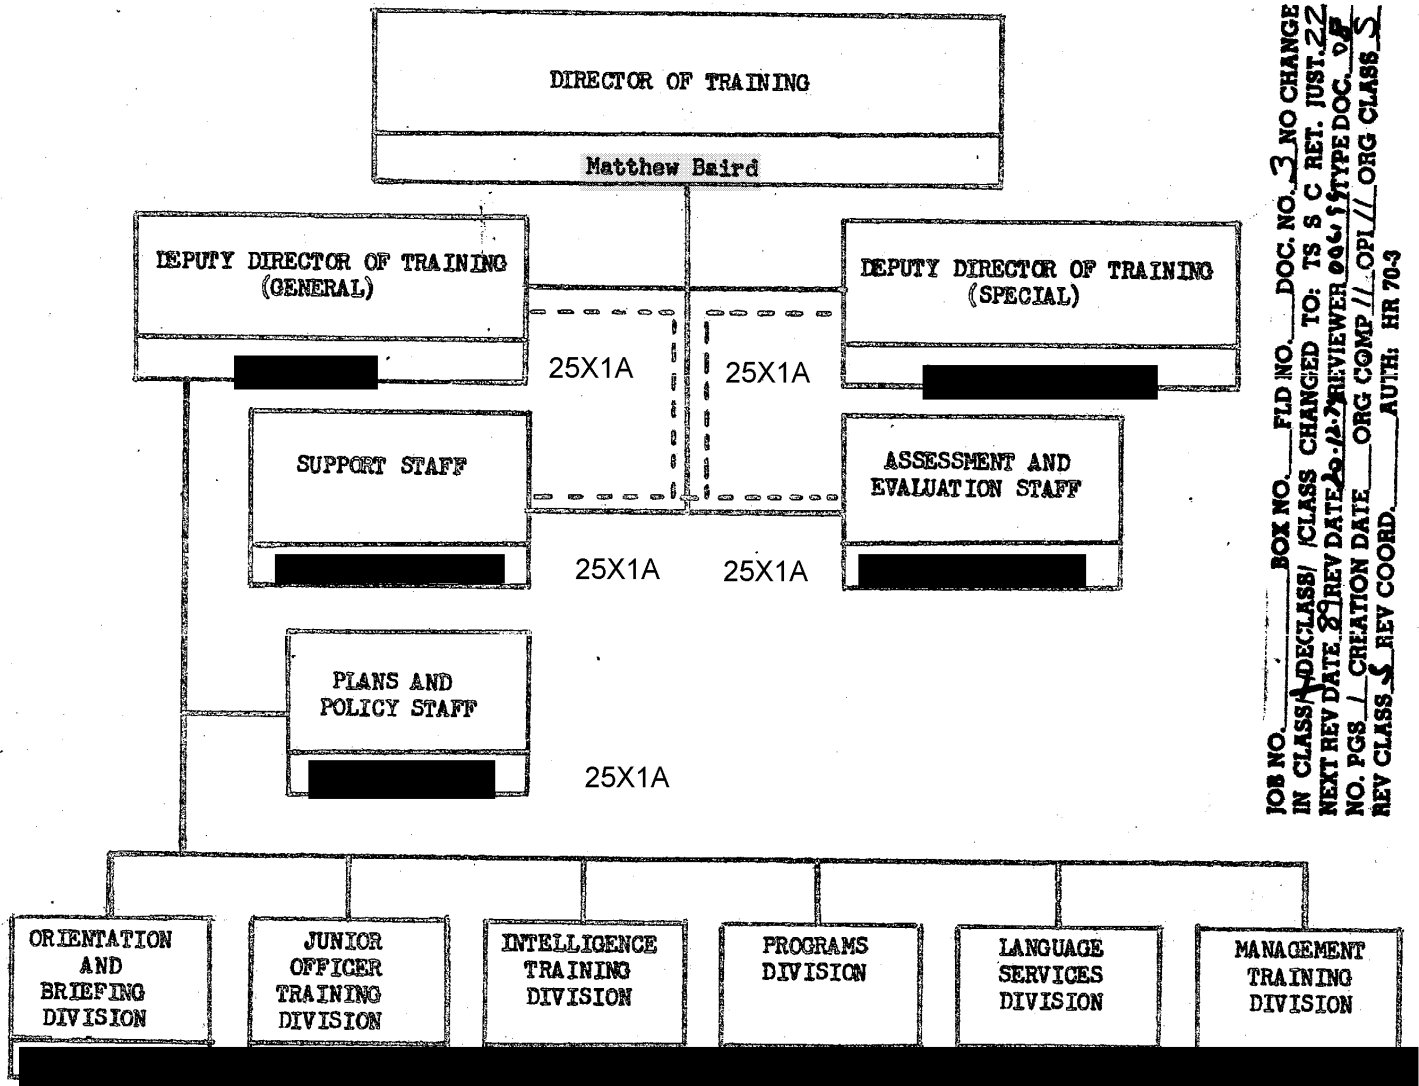 DIRECTOR OF TRAINING
Matthew Baird
DEPUTY DIRECTOR OF TRAINING
(GENERAL)
DEPUTY DIRECTOR OF TRAINING
(SPECIAL)
25X1A
25X1A
SUPPORT STAFF
ASSESSMENT AND
EVALUATION STAFF
25X1A
25X1A
PLANS AND
POLICY STAFF
25X1A
ORIENTATION
AND
BRIEFING
DIVISION
JUNIOR
OFFICER
TRAINING
DIVISION
INTELLIGENCE
TRAINING
DIVISION
PROGRAMS
DIVISION
LANGUAGE
SERVICES
DIVISION
MANAGEMENT
TRAINING
DIVISION
JOB NO. BOX NO. FLD NO. DOC. NO. 3 NO CHANGE
IN CLASS/ /DECLASS/ /CLASS CHANGED TO: TS S C RET. JUST. 22
NEXT REV DATE 89 REV DATE REVIEWER TYPE DOC.
NO. PGS 1 CREATION DATE ORG COMP 11 OPI 11 ORG CLASS S
REV CLASS S REV COORD. AUTH: HR 70-3